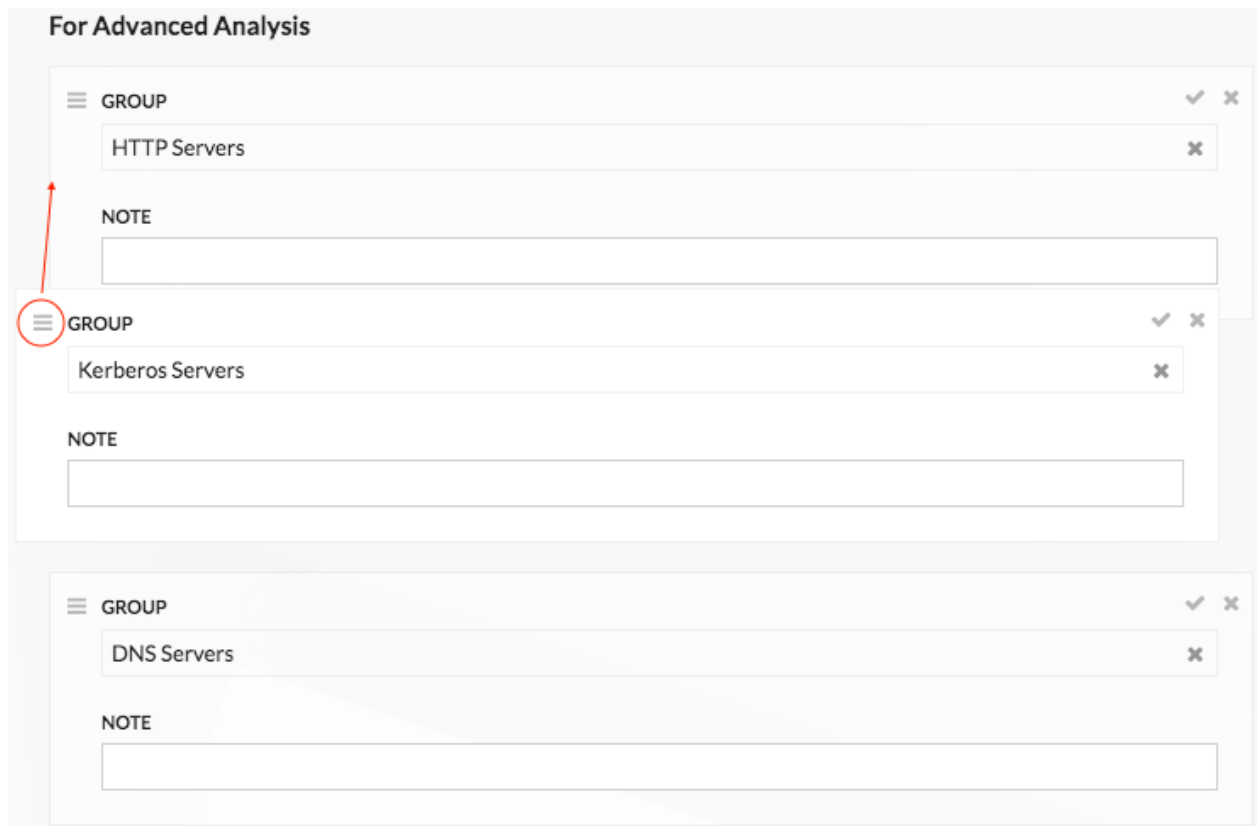 For Advanced Analysis
GROUP
HTTP Servers
NOTE
GROUP
Kerberos Servers
NOTE
GROUP
DNS Servers
NOTE